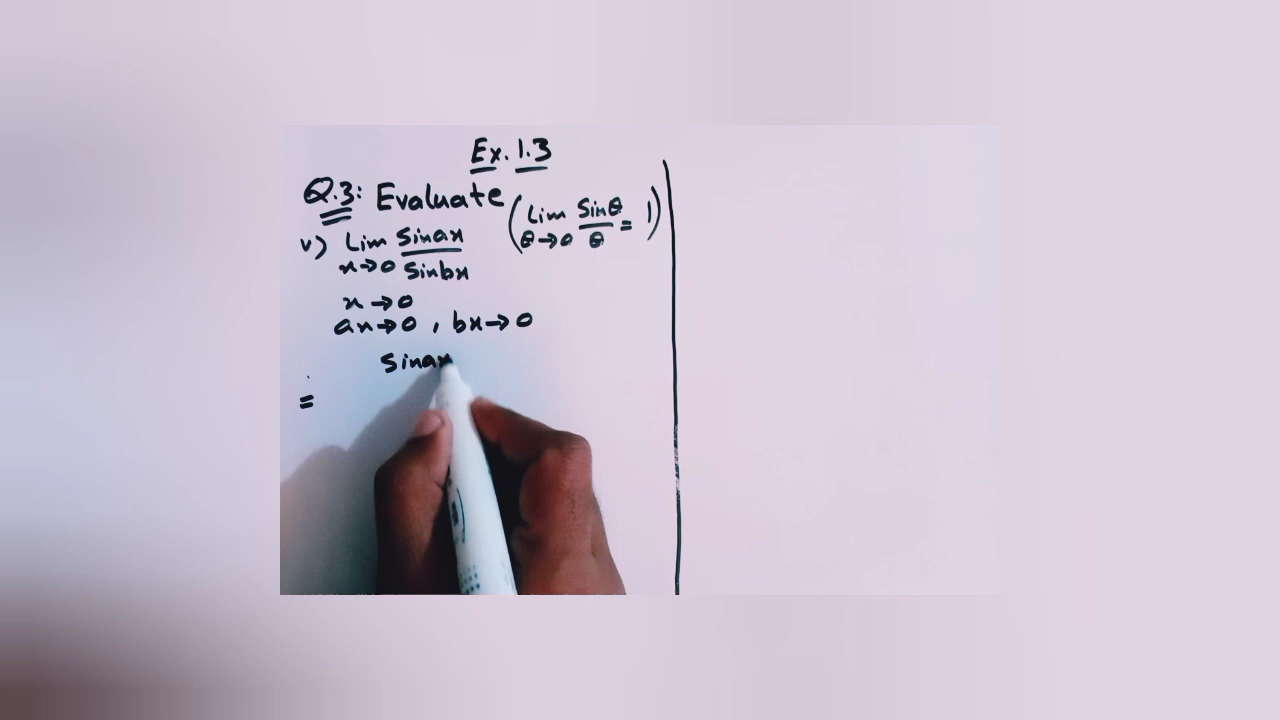 Ex. 1.3
Q.3: Evaluate
(Lim Sinθ
θ→0 θ = 1)
v) Lim Sinax
x→0 Sinbx
x→0
ax→0 , bx→0
Sinax
=